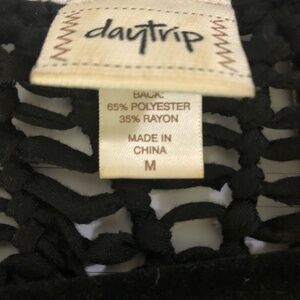 daytrip
BACK:
65% POLYESTER
35% RAYON
MADE IN
CHINA
M